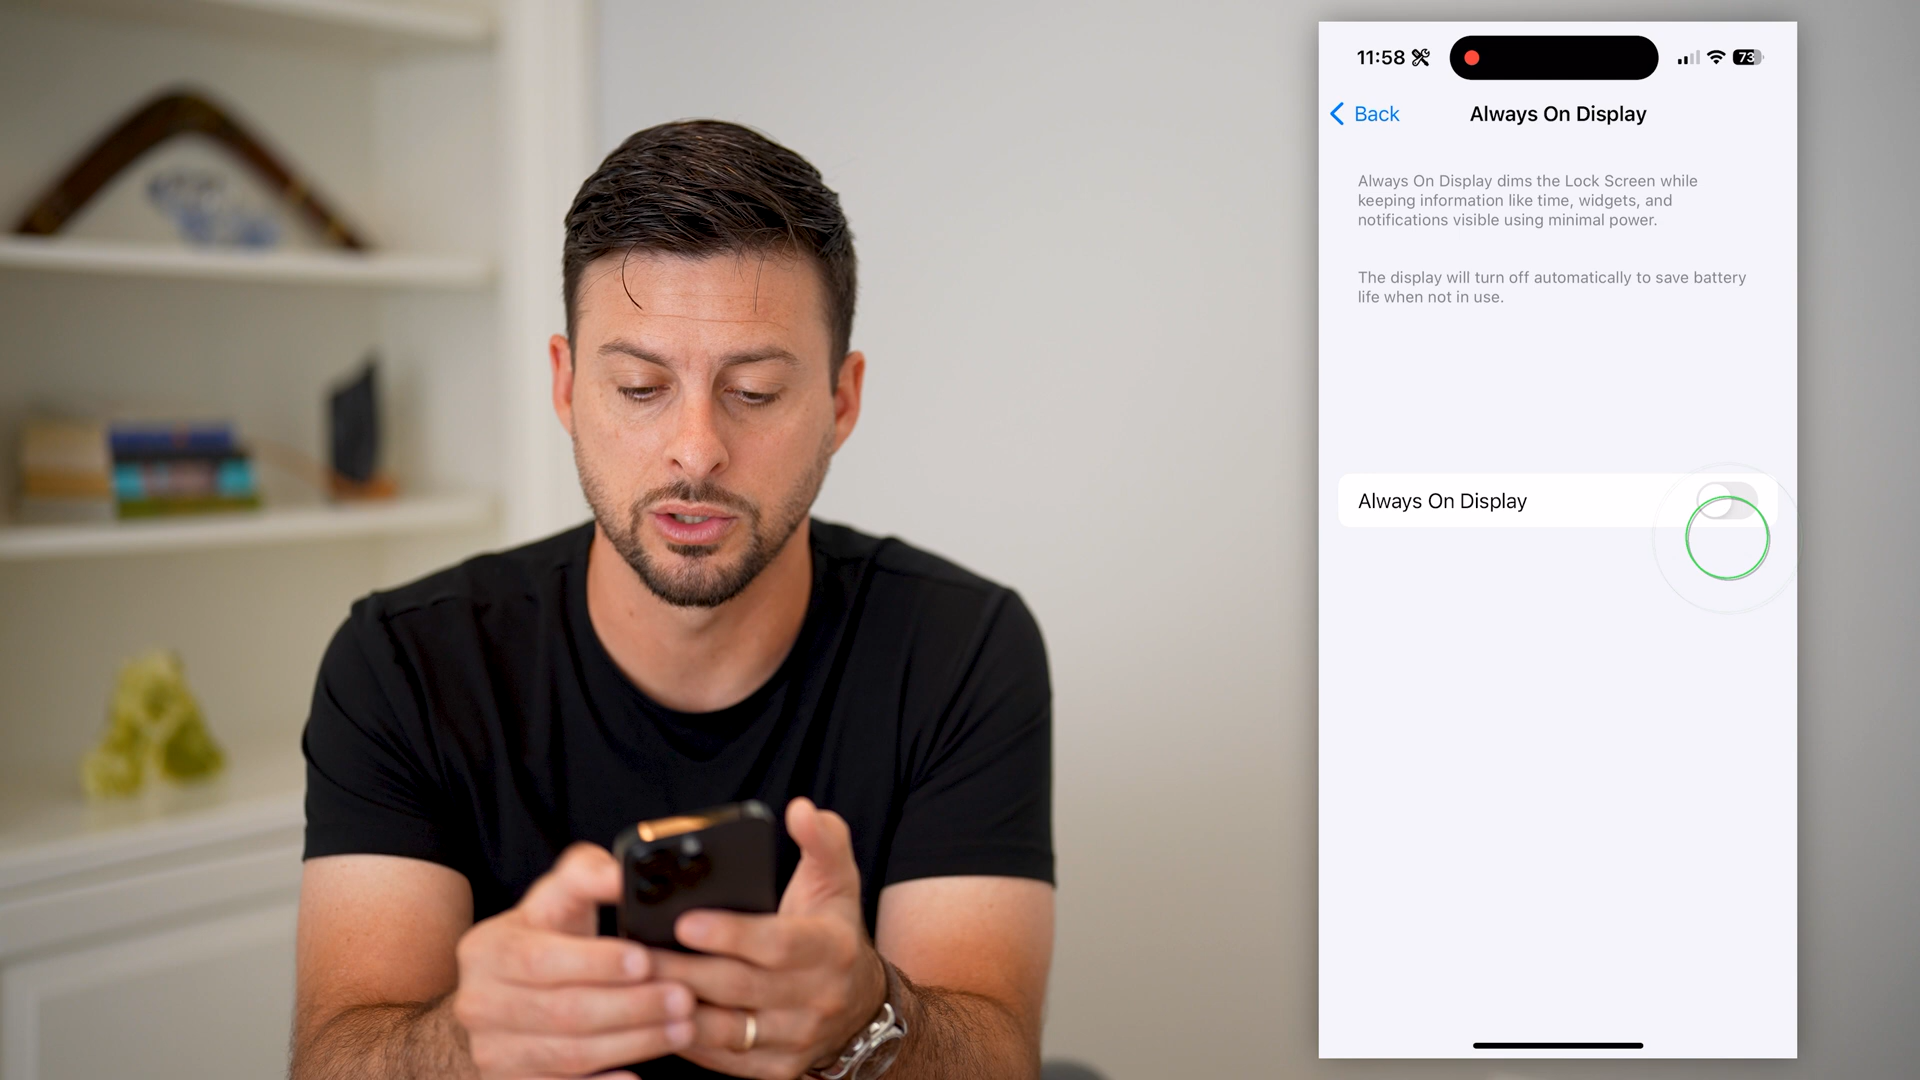 11:58
73
Back
Always On Display
Always On Display dims the Lock Screen while
keeping information like time, widgets, and
notifications visible using minimal power.
The display will turn off automatically to save battery
life when not in use.
Always On Display